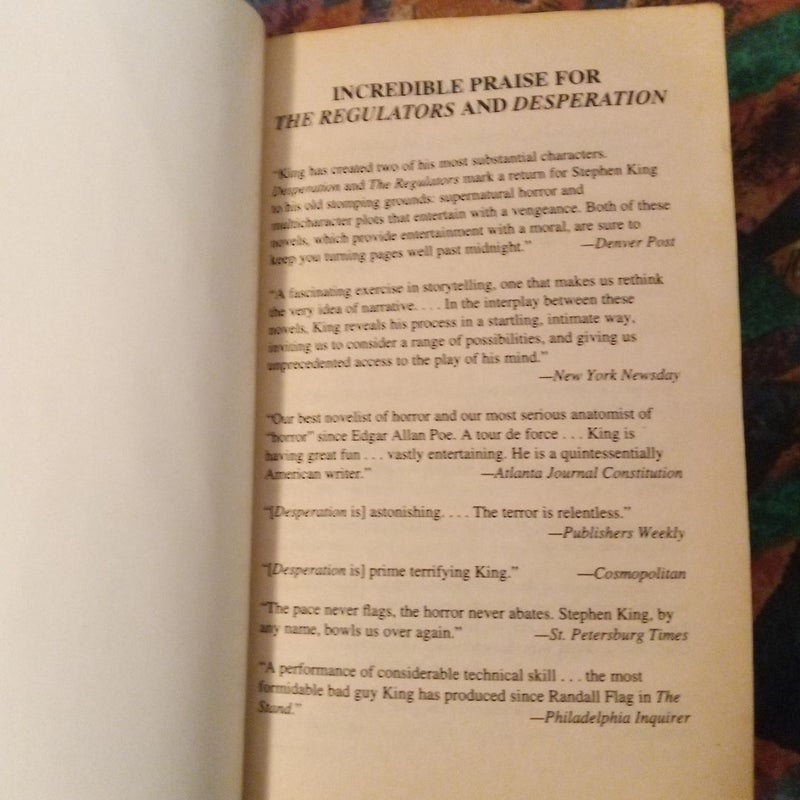 INCREDIBLE PRAISE FOR
THE REGULATORS AND DESPERATION
"King has created two of his most substantial characters.
Desperation and The Regulators mark a return for Stephen King
to his old stomping grounds: supernatural horror and
multicharacter plots that entertain with a vengeance. Both of these
novels, which provide entertainment with a moral, are sure to
keep you turning pages well past midnight." —Denver Post
"A fascinating exercise in storytelling, one that makes us rethink
the very idea of narrative. . . . In the interplay between these
novels, King reveals his process in a startling, intimate way,
inviting us to consider a range of possibilities, and giving us
unprecedented access to the play of his mind."
—New York Newsday
"Our best novelist of horror and our most serious anatomist of
"horror" since Edgar Allan Poe. A tour de force . . . King is
having great fun . . . vastly entertaining. He is a quintessentially
American writer." —Atlanta Journal Constitution
"[Desperation is] astonishing. . . . The terror is relentless."
—Publishers Weekly
"[Desperation is] prime terrifying King." —Cosmopolitan
"The pace never flags, the horror never abates. Stephen King, by
any name, bowls us over again." —St. Petersburg Times
"A performance of considerable technical skill . . . the most
formidable bad guy King has produced since Randall Flag in The
Stand." —Philadelphia Inquirer